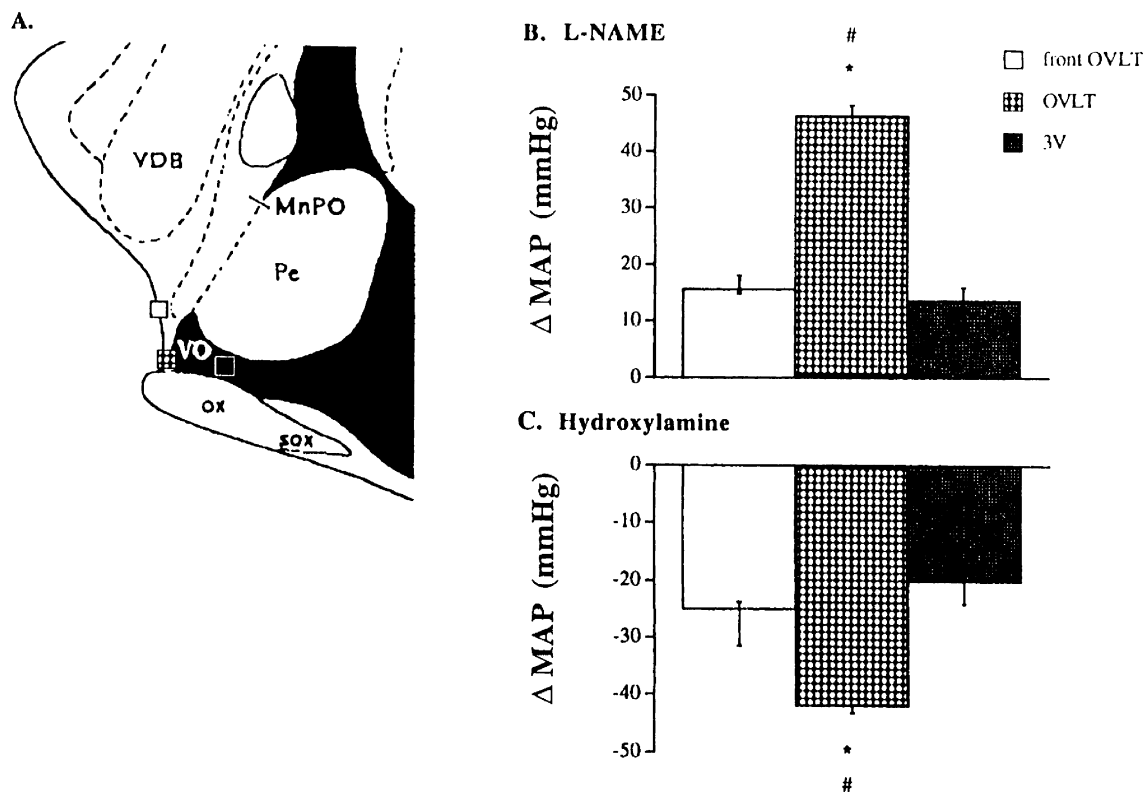 A.
VDB
MnPO
Pe
VO
OX
sox
B. L-NAME
#
*
front OVLT
OVLT
3V
Δ MAP (mmHg)
50
40
30
20
10
0
C. Hydroxylamine
Δ MAP (mmHg)
0
-10
-20
-30
-40
-50
*
#